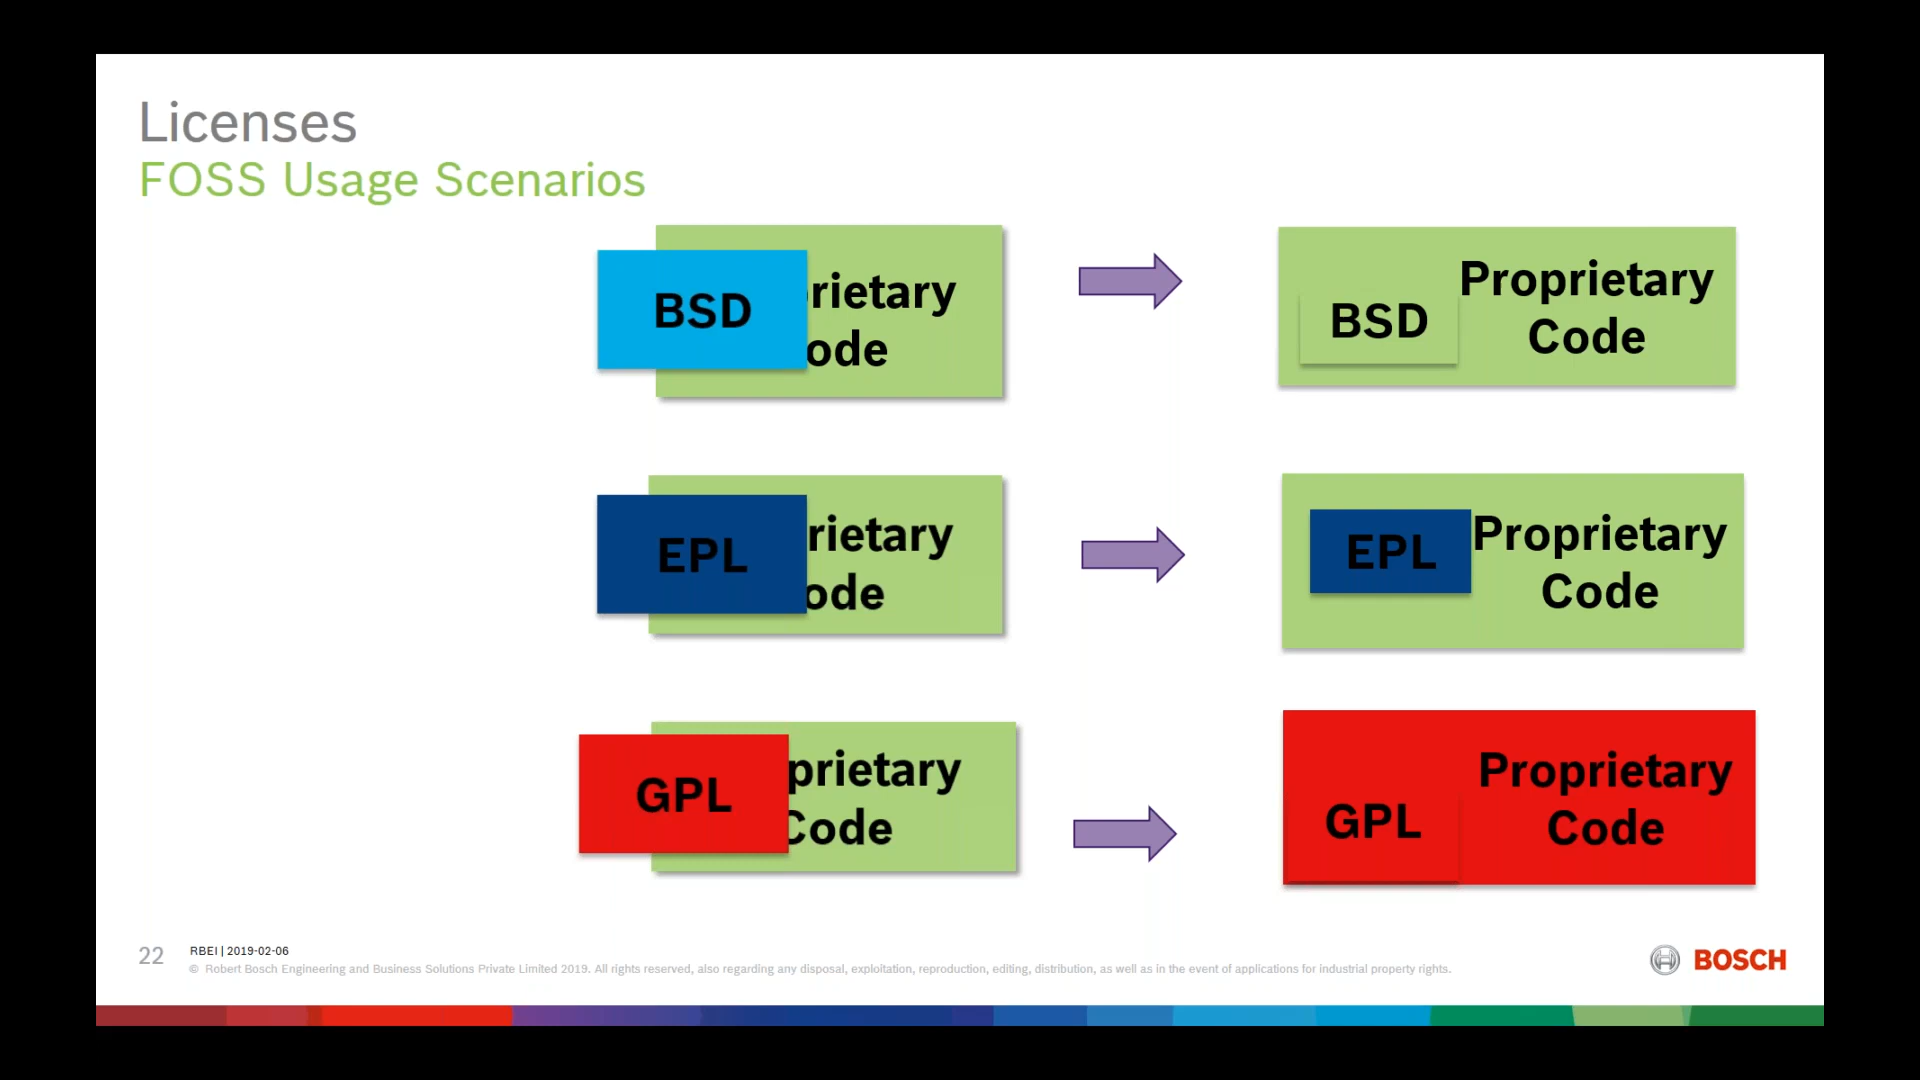 Licenses
FOSS Usage Scenarios
BSD
rietary
ode
BSD
Proprietary
Code
EPL
rietary
ode
EPL
Proprietary
Code
GPL
prietary
Code
GPL
Proprietary
Code
22
RBEI | 2019-02-06
© Robert Bosch Engineering and Business Solutions Private Limited 2019. All rights reserved, also regarding any disposal, exploitation, reproduction, editing, distribution, as well as in the event of applications for industrial property rights.
BOSCH